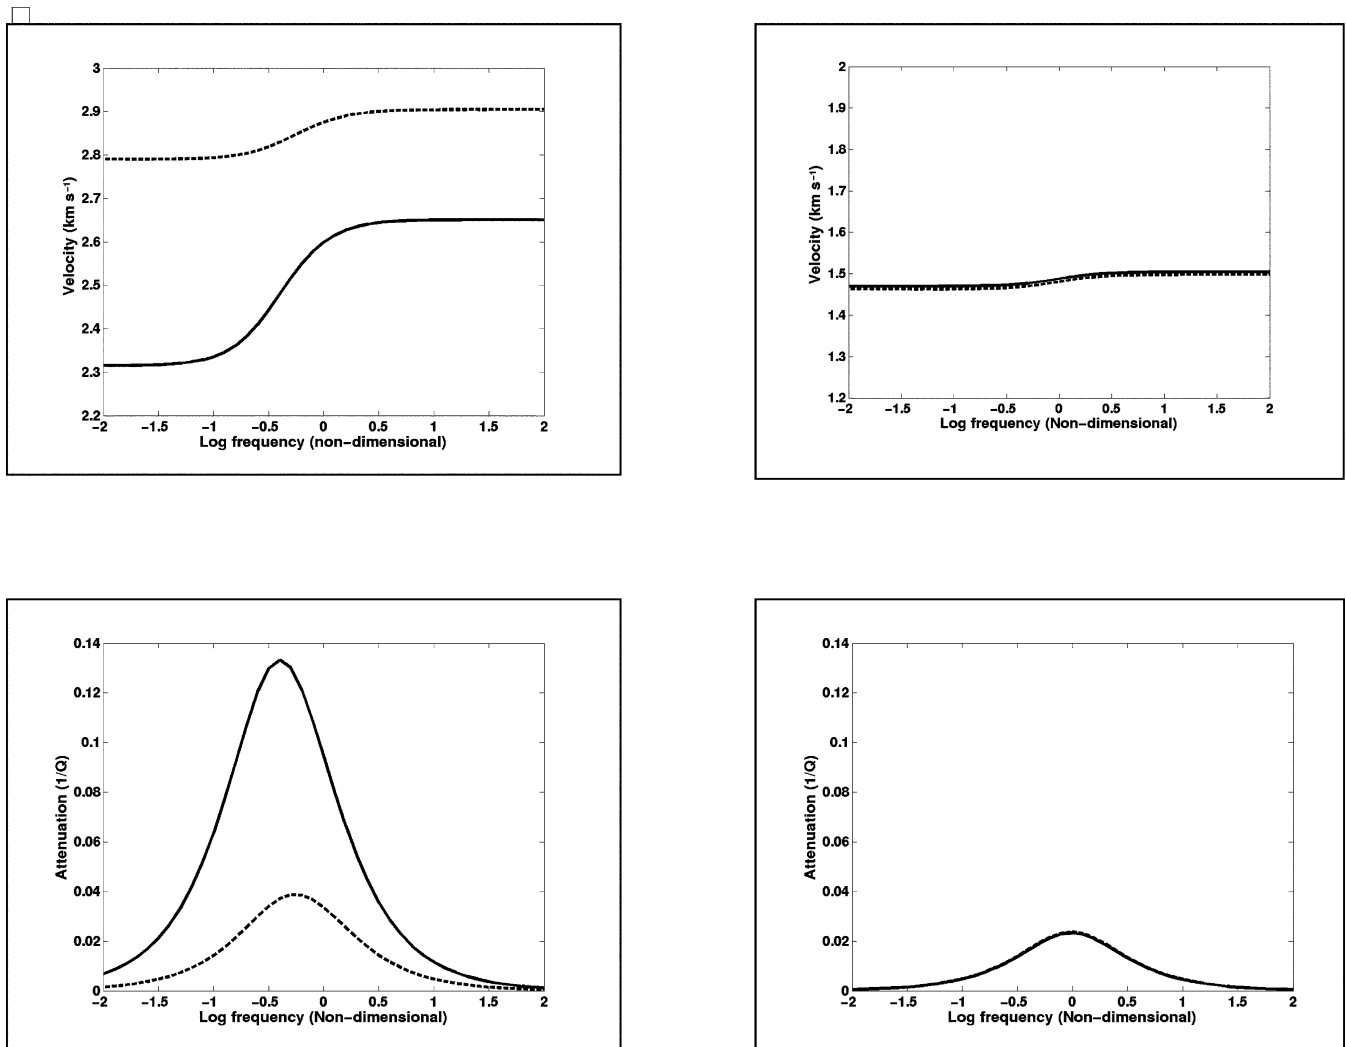 3
2.9
2.8
2.7
2.6
2.5
2.4
2.3
2.2
Velocity (km s⁻¹)
−2 −1.5 −1 −0.5 0 0.5 1 1.5 2
Log frequency (non−dimensional)
2
1.9
1.8
1.7
1.6
1.5
1.4
1.3
1.2
Velocity (km s⁻¹)
−2 −1.5 −1 −0.5 0 0.5 1 1.5 2
Log frequency (Non−dimensional)
0.14
0.12
0.1
0.08
0.06
0.04
0.02
0
Attenuation (1/Q)
−2 −1.5 −1 −0.5 0 0.5 1 1.5 2
Log frequency (Non−dimensional)
0.14
0.12
0.1
0.08
0.06
0.04
0.02
0
Attenuation (1/Q)
−2 −1.5 −1 −0.5 0 0.5 1 1.5 2
Log frequency (Non−dimensional)